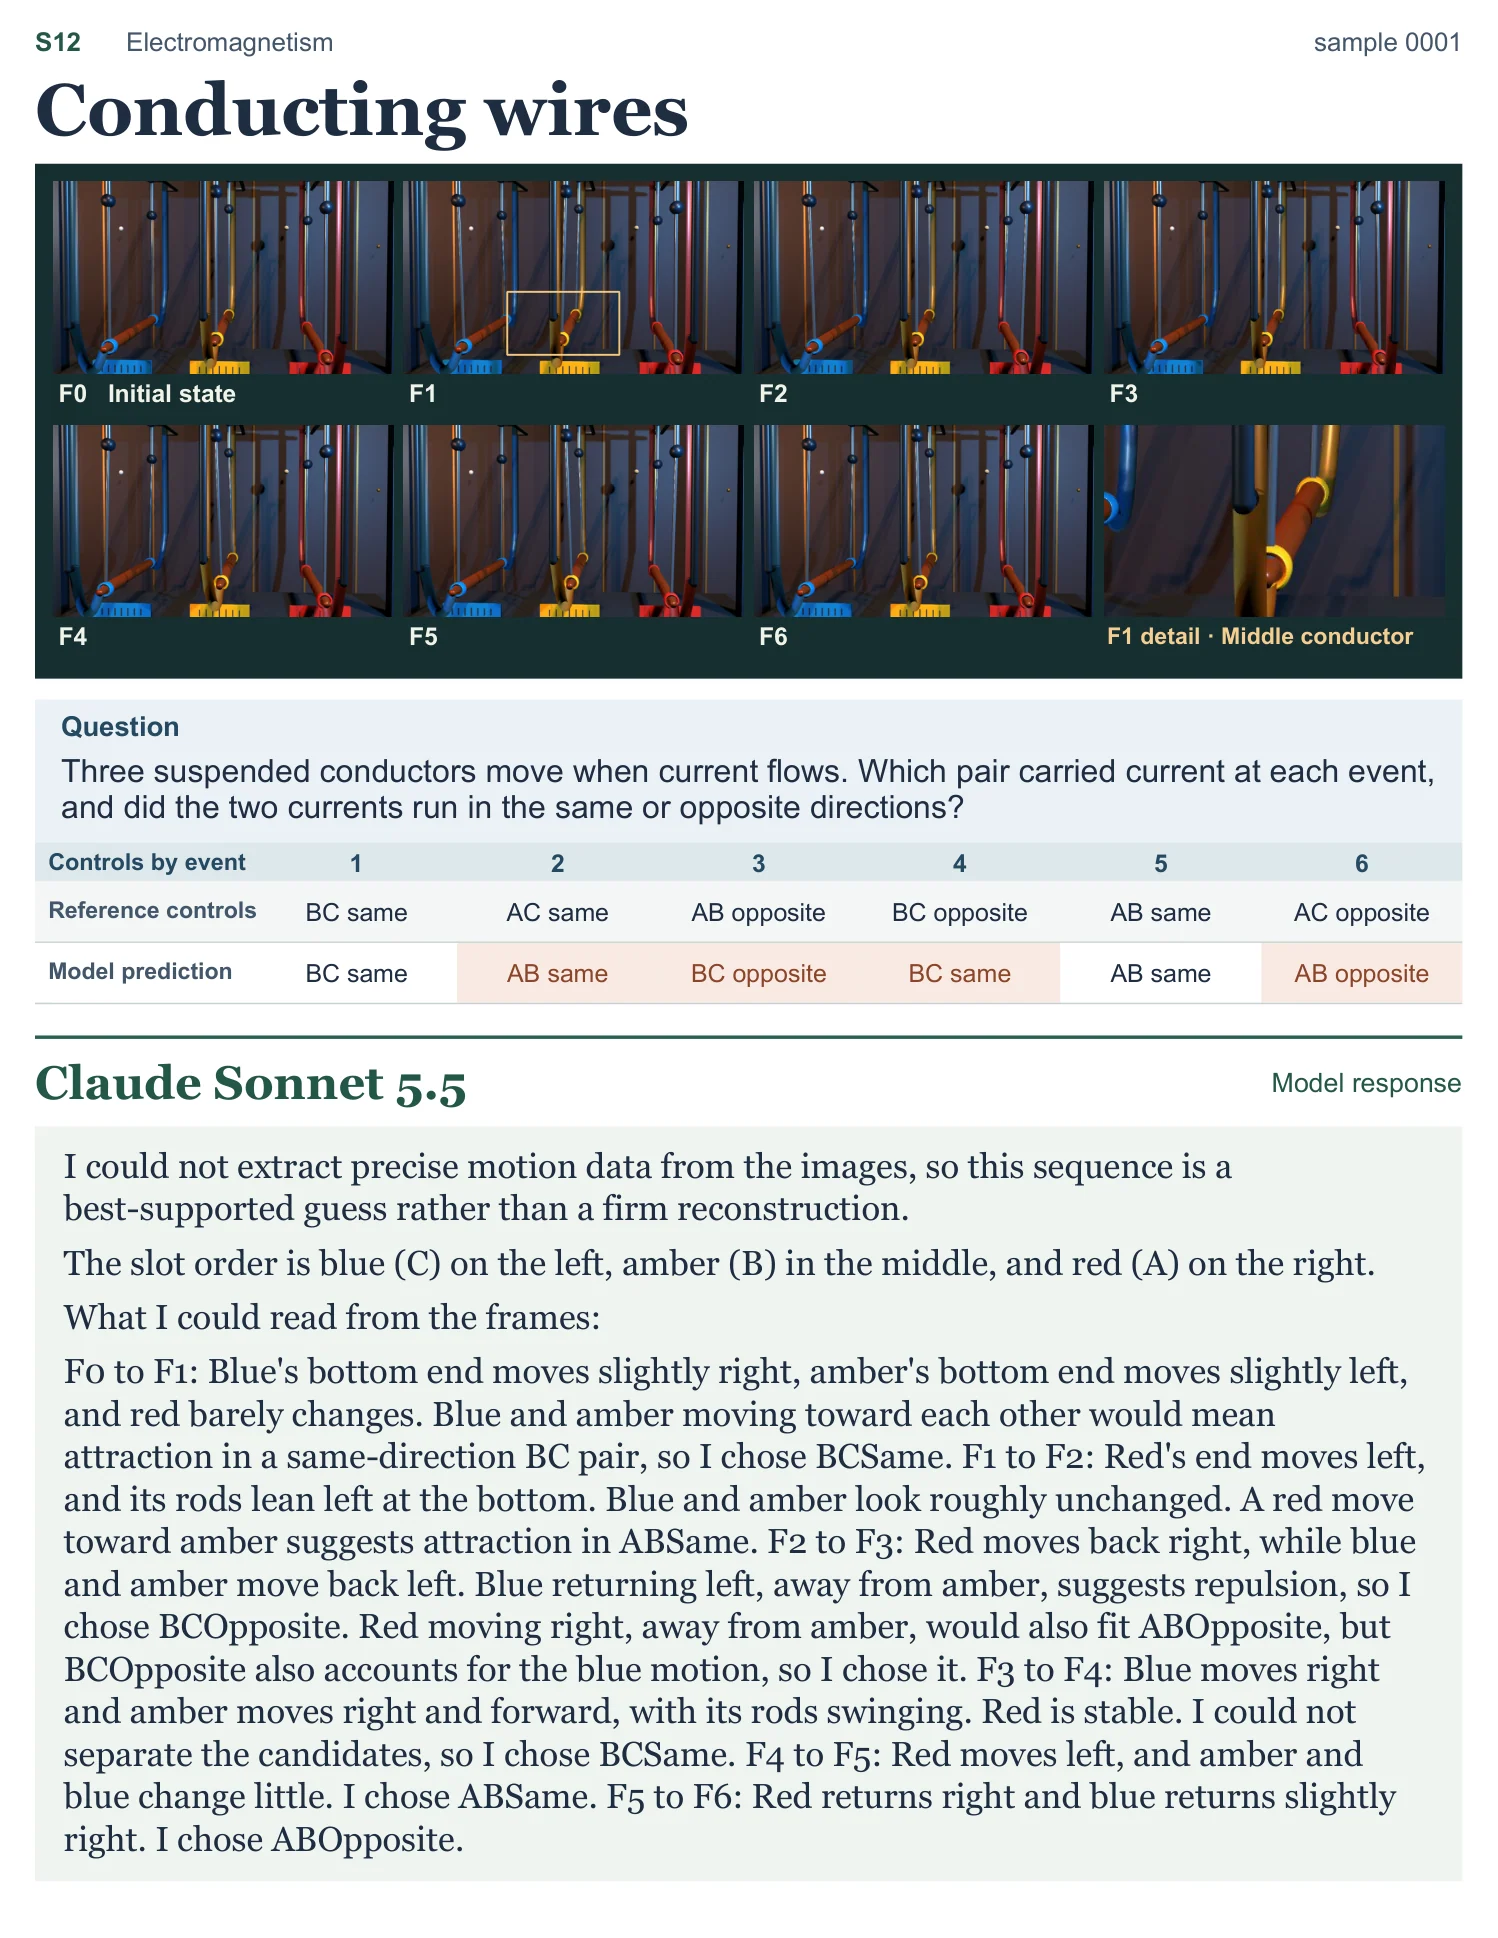 S12 Electromagnetism sample 0001
Conducting wires
F0 Initial state F1 F2 F3
F4 F5 F6 F1 detail · Middle conductor
Question
Three suspended conductors move when current flows. Which pair carried current at each event,
and did the two currents run in the same or opposite directions?
Controls by event 1 2 3 4 5 6
Reference controls BC same AC same AB opposite BC opposite AB same AC opposite
Model prediction BC same AB same BC opposite BC same AB same AB opposite
Claude Sonnet 5.5 Model response
I could not extract precise motion data from the images, so this sequence is a
best-supported guess rather than a firm reconstruction.
The slot order is blue (C) on the left, amber (B) in the middle, and red (A) on the right.
What I could read from the frames:
F0 to F1: Blue's bottom end moves slightly right, amber's bottom end moves slightly left,
and red barely changes. Blue and amber moving toward each other would mean
attraction in a same-direction BC pair, so I chose BCSame. F1 to F2: Red's end moves left,
and its rods lean left at the bottom. Blue and amber look roughly unchanged. A red move
toward amber suggests attraction in ABSame. F2 to F3: Red moves back right, while blue
and amber move back left. Blue returning left, away from amber, suggests repulsion, so I
chose BCOpposite. Red moving right, away from amber, would also fit ABOpposite, but
BCOpposite also accounts for the blue motion, so I chose it. F3 to F4: Blue moves right
and amber moves right and forward, with its rods swinging. Red is stable. I could not
separate the candidates, so I chose BCSame. F4 to F5: Red moves left, and amber and
blue change little. I chose ABSame. F5 to F6: Red returns right and blue returns slightly
right. I chose ABOpposite.